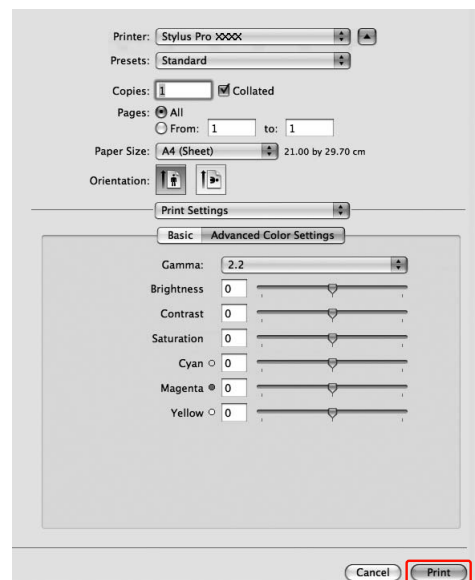 Printer: Stylus Pro XXXX
Presets: Standard
Copies: 1 Collated
Pages: All
From: 1 to: 1
Paper Size: A4 (Sheet) 21.00 by 29.70 cm
Orientation:
Print Settings
Basic Advanced Color Settings
Gamma: 2.2
Brightness 0
Contrast 0
Saturation 0
Cyan 0
Magenta 0
Yellow 0
Cancel Print